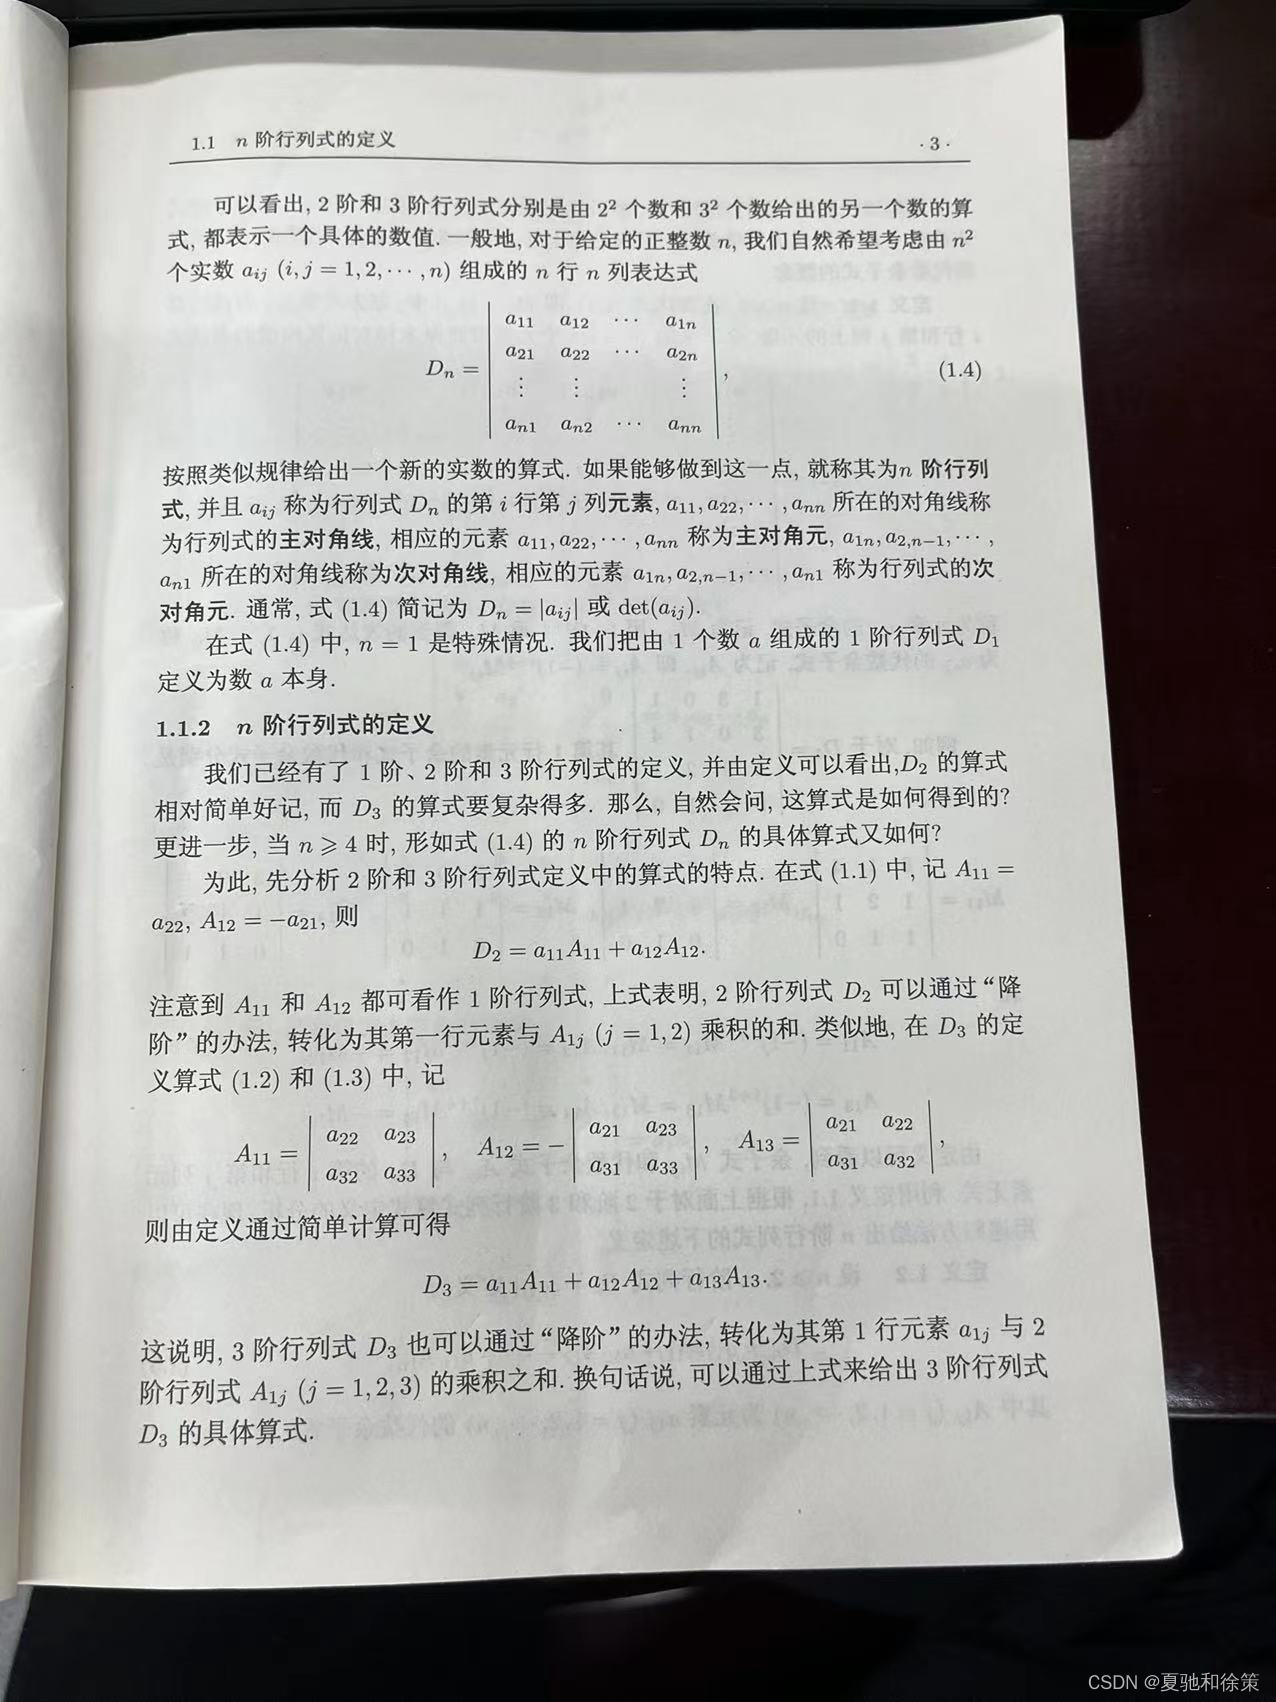 1.1 n 阶行列式的定义 · 3 ·
可以看出, 2 阶和 3 阶行列式分别是由 2² 个数和 3² 个数给出的另一个数的算
式, 都表示一个具体的数值. 一般地, 对于给定的正整数 n, 我们自然希望考虑由 n²
个实数 aij (i, j = 1, 2, ⋯ , n) 组成的 n 行 n 列表达式
a11 a12 ⋯ a1n
a21 a22 ⋯ a2n
Dn = ⋮ ⋮ ⋮ , (1.4)
an1 an2 ⋯ ann
按照类似规律给出一个新的实数的算式. 如果能够做到这一点, 就称其为n 阶行列
式, 并且 aij 称为行列式 Dn 的第 i 行第 j 列元素, a11, a22, ⋯ , ann 所在的对角线称
为行列式的主对角线, 相应的元素 a11, a22, ⋯ , ann 称为主对角元, a1n, a2,n−1, ⋯ ,
an1 所在的对角线称为次对角线, 相应的元素 a1n, a2,n−1, ⋯ , an1 称为行列式的次
对角元. 通常, 式 (1.4) 简记为 Dn = |aij| 或 det(aij).
在式 (1.4) 中, n = 1 是特殊情况. 我们把由 1 个数 a 组成的 1 阶行列式 D1
定义为数 a 本身.
1.1.2 n 阶行列式的定义
我们已经有了 1 阶、2 阶和 3 阶行列式的定义, 并由定义可以看出,D2 的算式
相对简单好记, 而 D3 的算式要复杂得多. 那么, 自然会问, 这算式是如何得到的?
更进一步, 当 n ⩾ 4 时, 形如式 (1.4) 的 n 阶行列式 Dn 的具体算式又如何?
为此, 先分析 2 阶和 3 阶行列式定义中的算式的特点. 在式 (1.1) 中, 记 A11 =
a22, A12 = −a21, 则
D2 = a11A11 + a12A12.
注意到 A11 和 A12 都可看作 1 阶行列式, 上式表明, 2 阶行列式 D2 可以通过“降
阶”的办法, 转化为其第一行元素与 A1j (j = 1, 2) 乘积的和. 类似地, 在 D3 的定
义算式 (1.2) 和 (1.3) 中, 记
A11 = | a22 a23 | , A12 = − | a21 a23 | , A13 = | a21 a22 | ,
| a32 a33 | | a31 a33 | | a31 a32 |
则由定义通过简单计算可得
D3 = a11A11 + a12A12 + a13A13.
这说明, 3 阶行列式 D3 也可以通过“降阶”的办法, 转化为其第 1 行元素 a1j 与 2
阶行列式 A1j (j = 1, 2, 3) 的乘积之和. 换句话说, 可以通过上式来给出 3 阶行列式
D3 的具体算式.
CSDN @夏驰和徐策